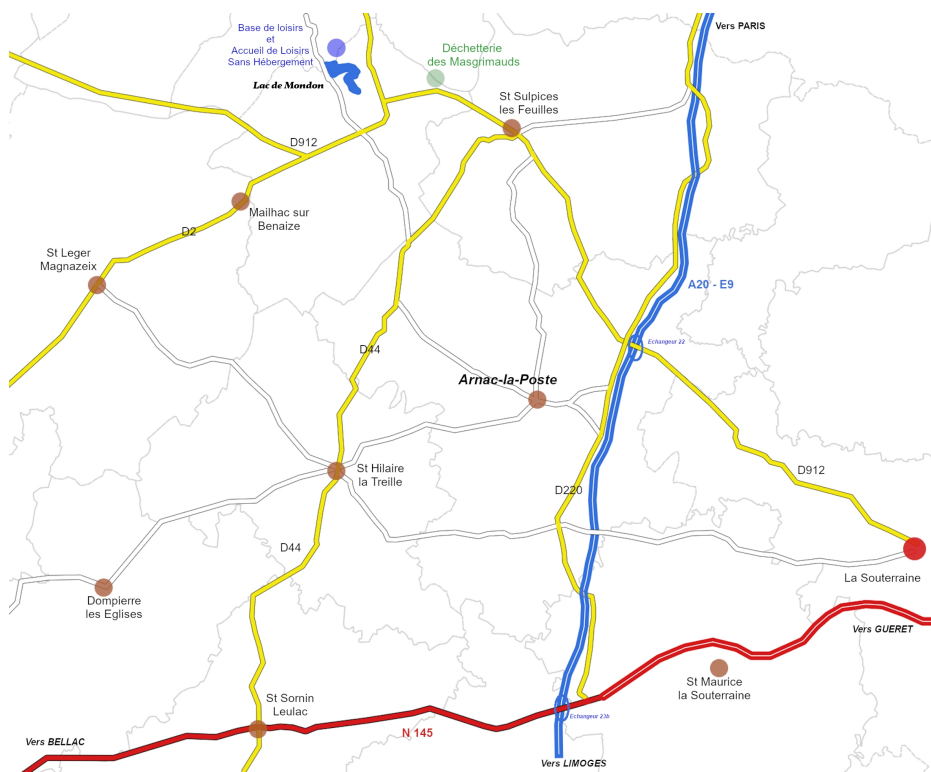 Vers PARIS
Base de loisirs
et
Accueil de Loisirs
Sans Hébergement
Déchetterie
des Masgrimauds
Lac de Mondon
St Sulpices
les Feuilles
D912
Mailhac sur
Benaize
D2
St Leger
Magnazeix
A20 - E9
Echangeur 22
D44
Arnac-la-Poste
St Hilaire
la Treille
D912
D220
D44
La Souterraine
Dompierre
les Eglises
Vers GUERET
St Maurice
la Souterraine
St Sornin
Leulac
Echangeur 23b
N 145
Vers BELLAC
Vers LIMOGES